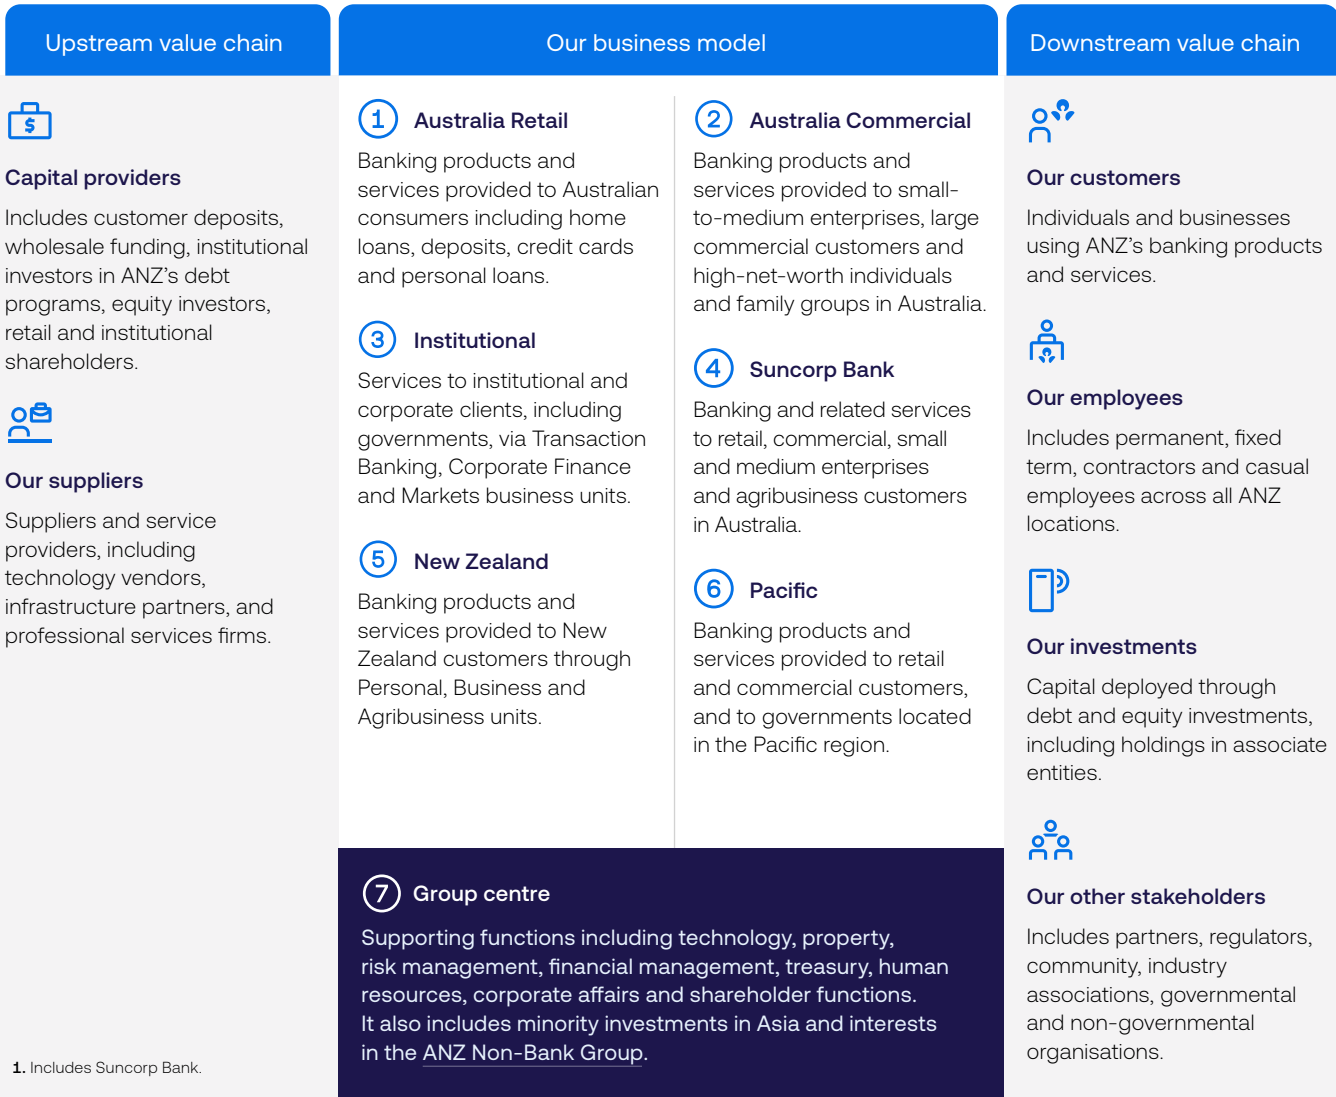 Upstream value chain
Capital providers
Includes customer deposits,
wholesale funding, institutional
investors in ANZ's debt
programs, equity investors,
retail and institutional
shareholders.
Our suppliers
Suppliers and service
providers, including
technology vendors,
infrastructure partners, and
professional services firms.
1. Includes Suncorp Bank.
Our business model
1 Australia Retail
Banking products and
services provided to Australian
consumers including home
loans, deposits, credit cards
and personal loans.
2 Australia Commercial
Banking products and
services provided to small-
to-medium enterprises, large
commercial customers and
high-net-worth individuals
and family groups in Australia.
3 Institutional
Services to institutional and
corporate clients, including
governments, via Transaction
Banking, Corporate Finance
and Markets business units.
4 Suncorp Bank
Banking and related services
to retail, commercial, small
and medium enterprises
and agribusiness customers
in Australia.
5 New Zealand
Banking products and
services provided to New
Zealand customers through
Personal, Business and
Agribusiness units.
6 Pacific
Banking products and
services provided to retail
and commercial customers,
and to governments located
in the Pacific region.
7 Group centre
Supporting functions including technology, property,
risk management, financial management, treasury, human
resources, corporate affairs and shareholder functions.
It also includes minority investments in Asia and interests
in the ANZ Non-Bank Group.
Downstream value chain
Our customers
Individuals and businesses
using ANZ's banking products
and services.
Our employees
Includes permanent, fixed
term, contractors and casual
employees across all ANZ
locations.
Our investments
Capital deployed through
debt and equity investments,
including holdings in associate
entities.
Our other stakeholders
Includes partners, regulators,
community, industry
associations, governmental
and non-governmental
organisations.